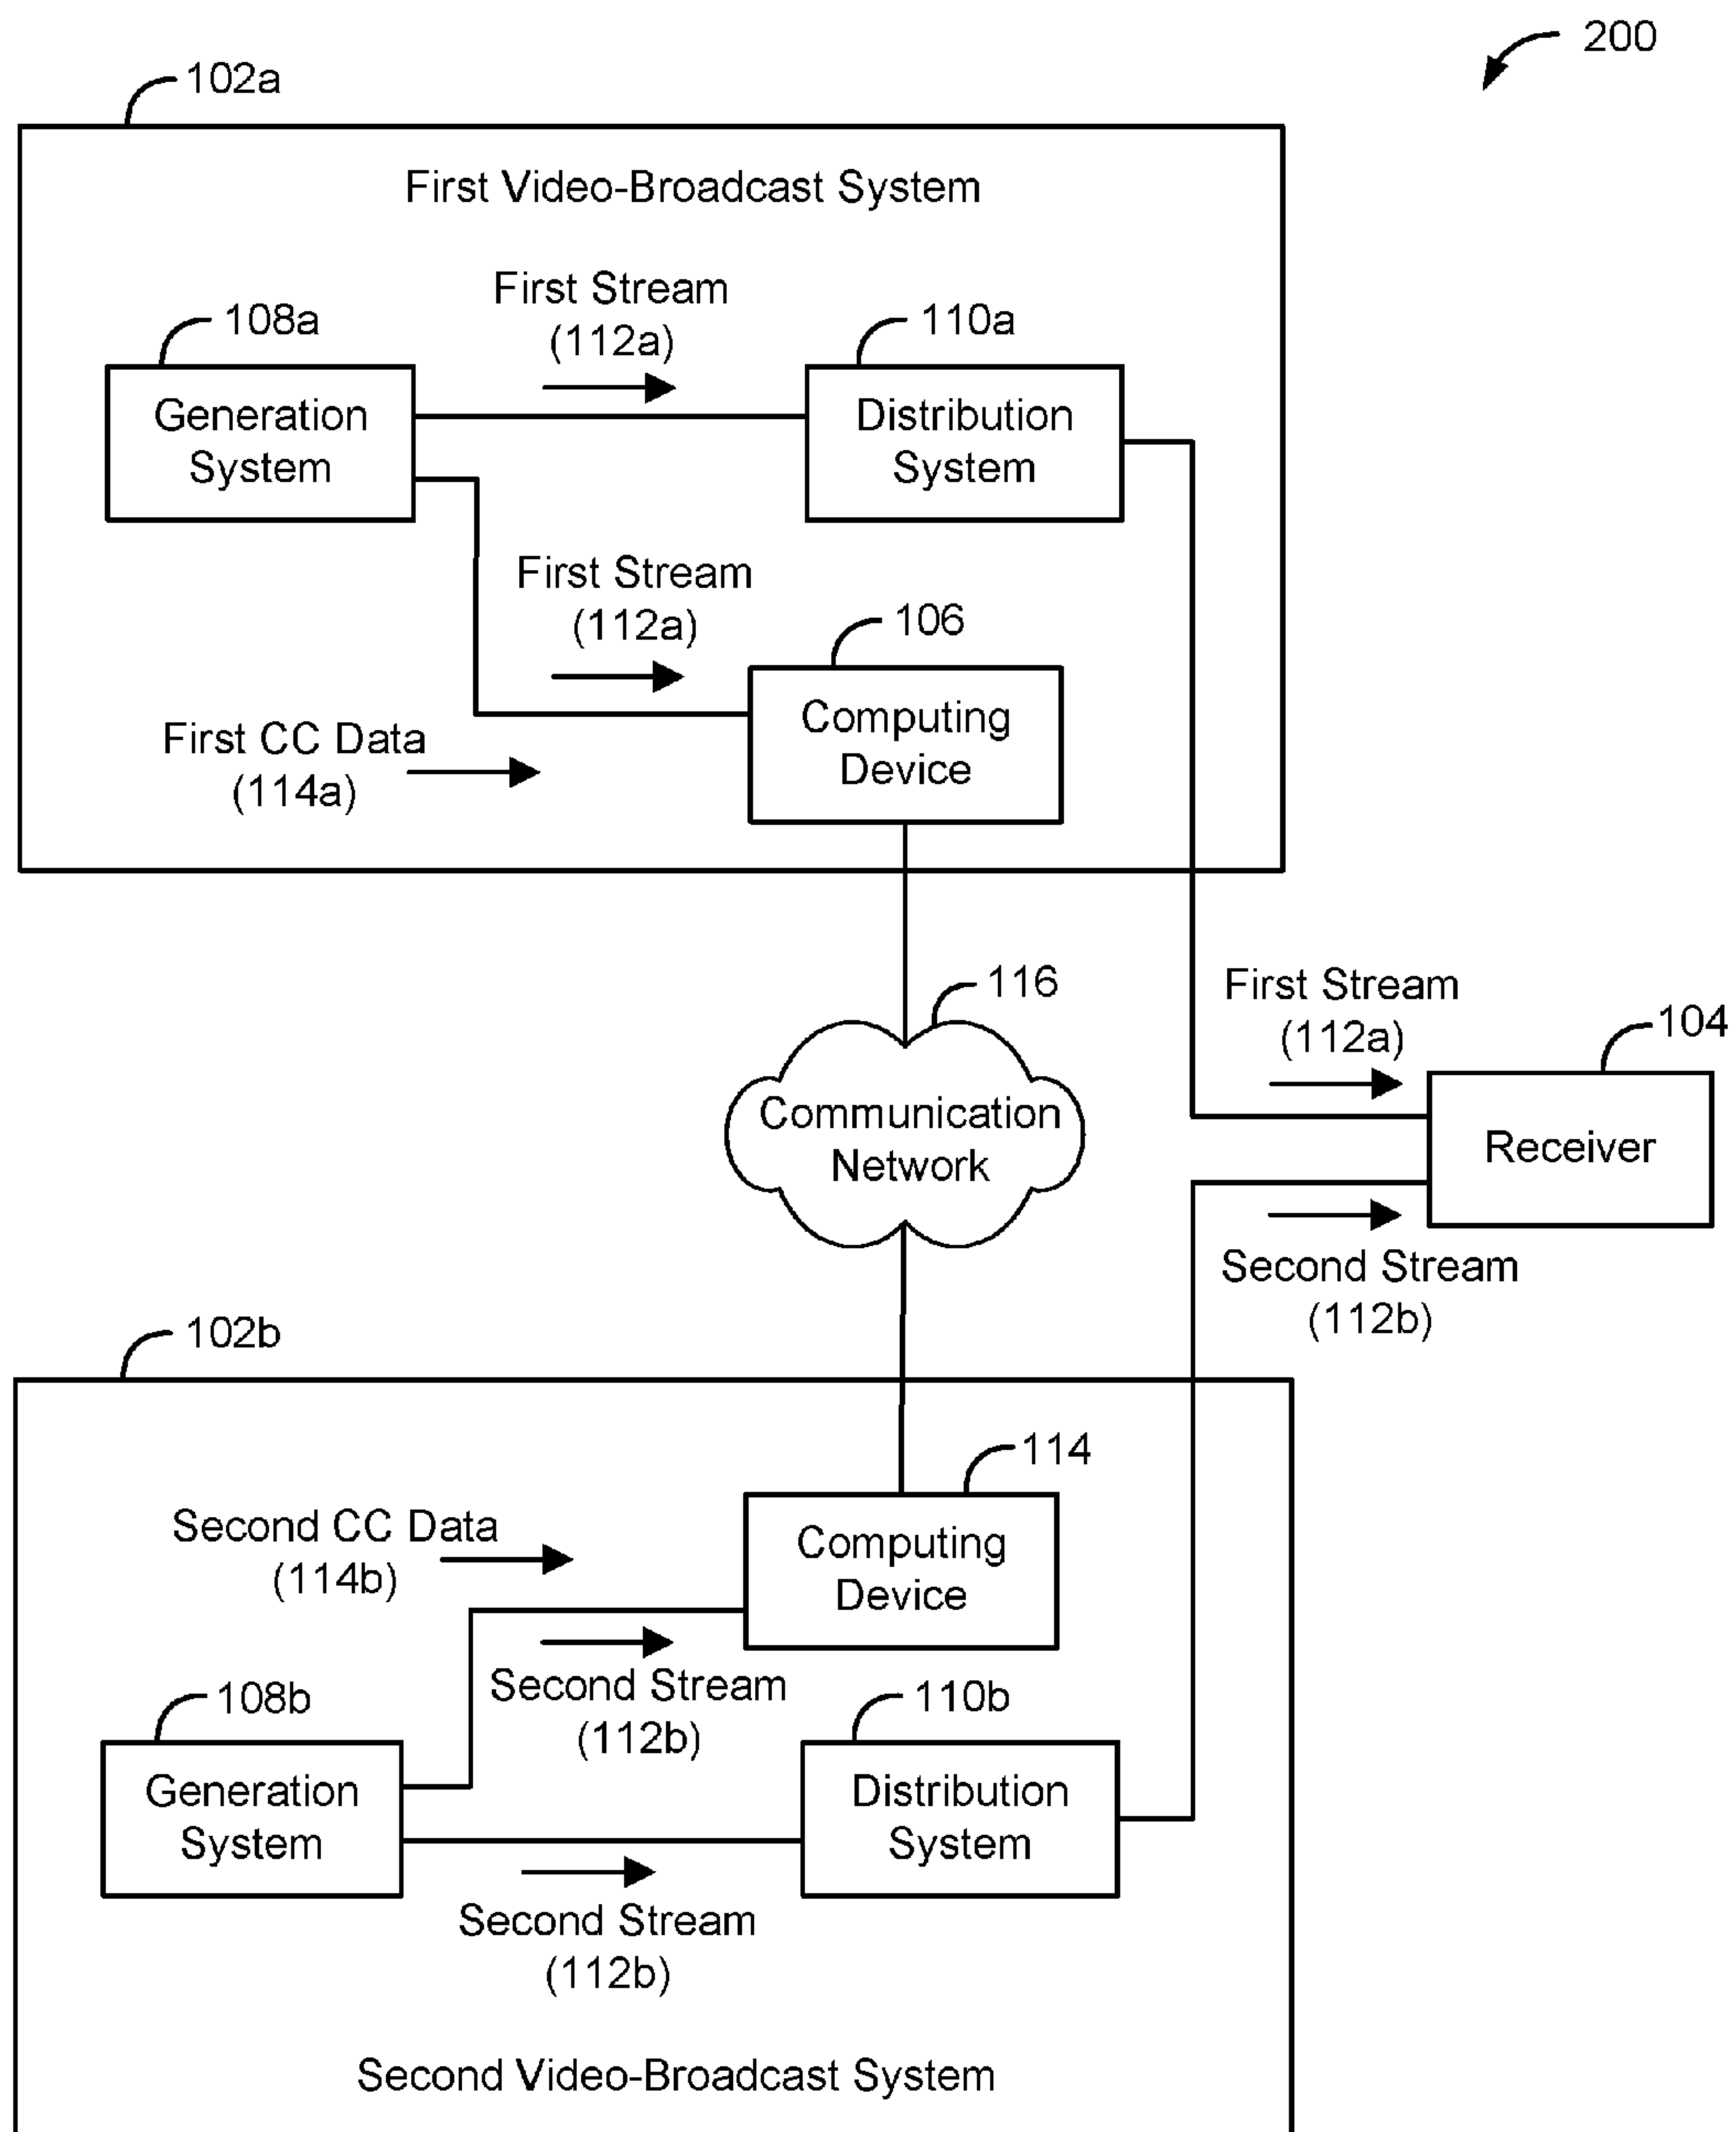 200
102a
First Video-Broadcast System
First Stream
(112a)
108a
110a
Generation
System
Distribution
System
First Stream
(112a)
106
Computing
Device
First CC Data
(114a)
116
Communication
Network
First Stream
(112a)
104
Receiver
Second Stream
(112b)
102b
114
Second CC Data
(114b)
Computing
Device
Second Stream
(112b)
108b
110b
Generation
System
Distribution
System
Second Stream
(112b)
Second Video-Broadcast System